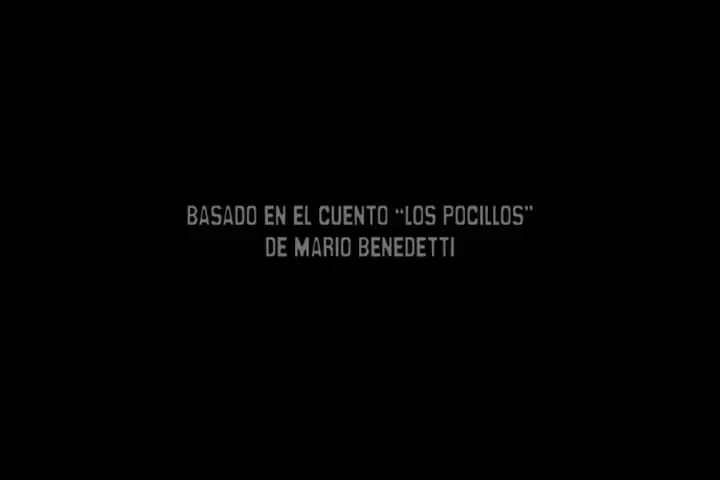 BASADO EN EL CUENTO “LOS POCILLOS”
DE MARIO BENEDETTI